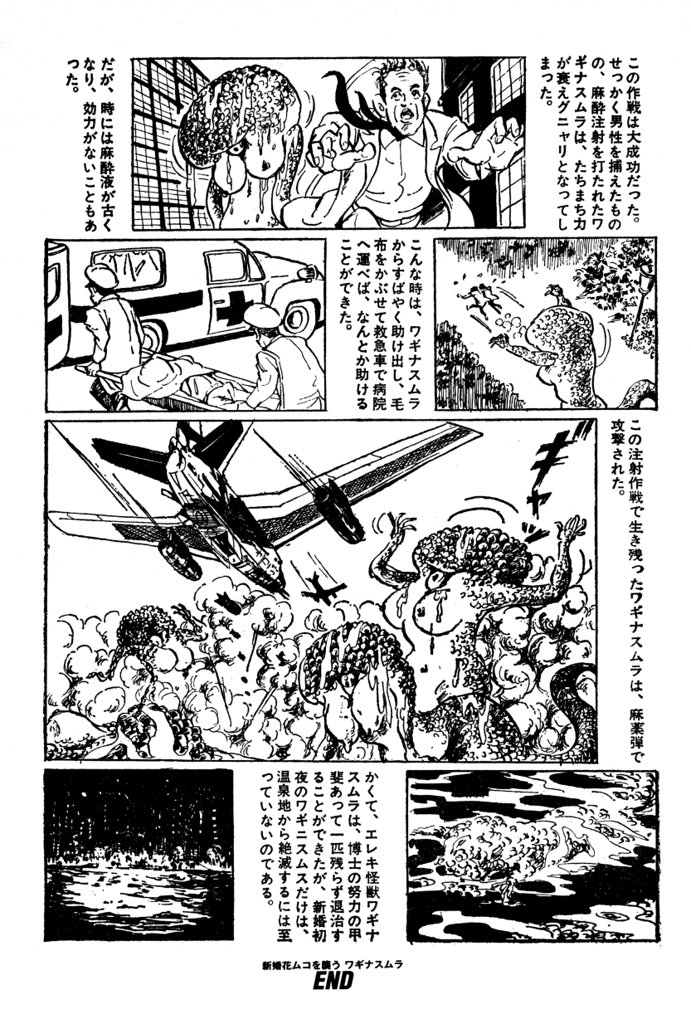 この作戦は大成功だった。
せっかく男性を捕えたもの
の、麻酔注射を打たれたワ
ギナスムラは、たちまち力
が衰えグニャリとなってし
まった。
だが、時には麻酔液が古く
なり、効力がないこともあ
った。
こんな時は、ワギナスムラ
からすばやく助け出し、毛
布をかぶせて救急車で病院
へ運べば、なんとか助ける
ことができた。
この注射作戦で生き残ったワギナスムラは、麻薬弾で
攻撃された。
キャッ
かくて、エレキ怪獣ワギナ
スムラは、博士の努力の甲
斐あって一匹残らず退治す
ることができたが、新婚初
夜のワギニスムスだけは、
温泉地から絶滅するには至
っていないのである。
新婚花ムコを襲う ワギナスムラ
END